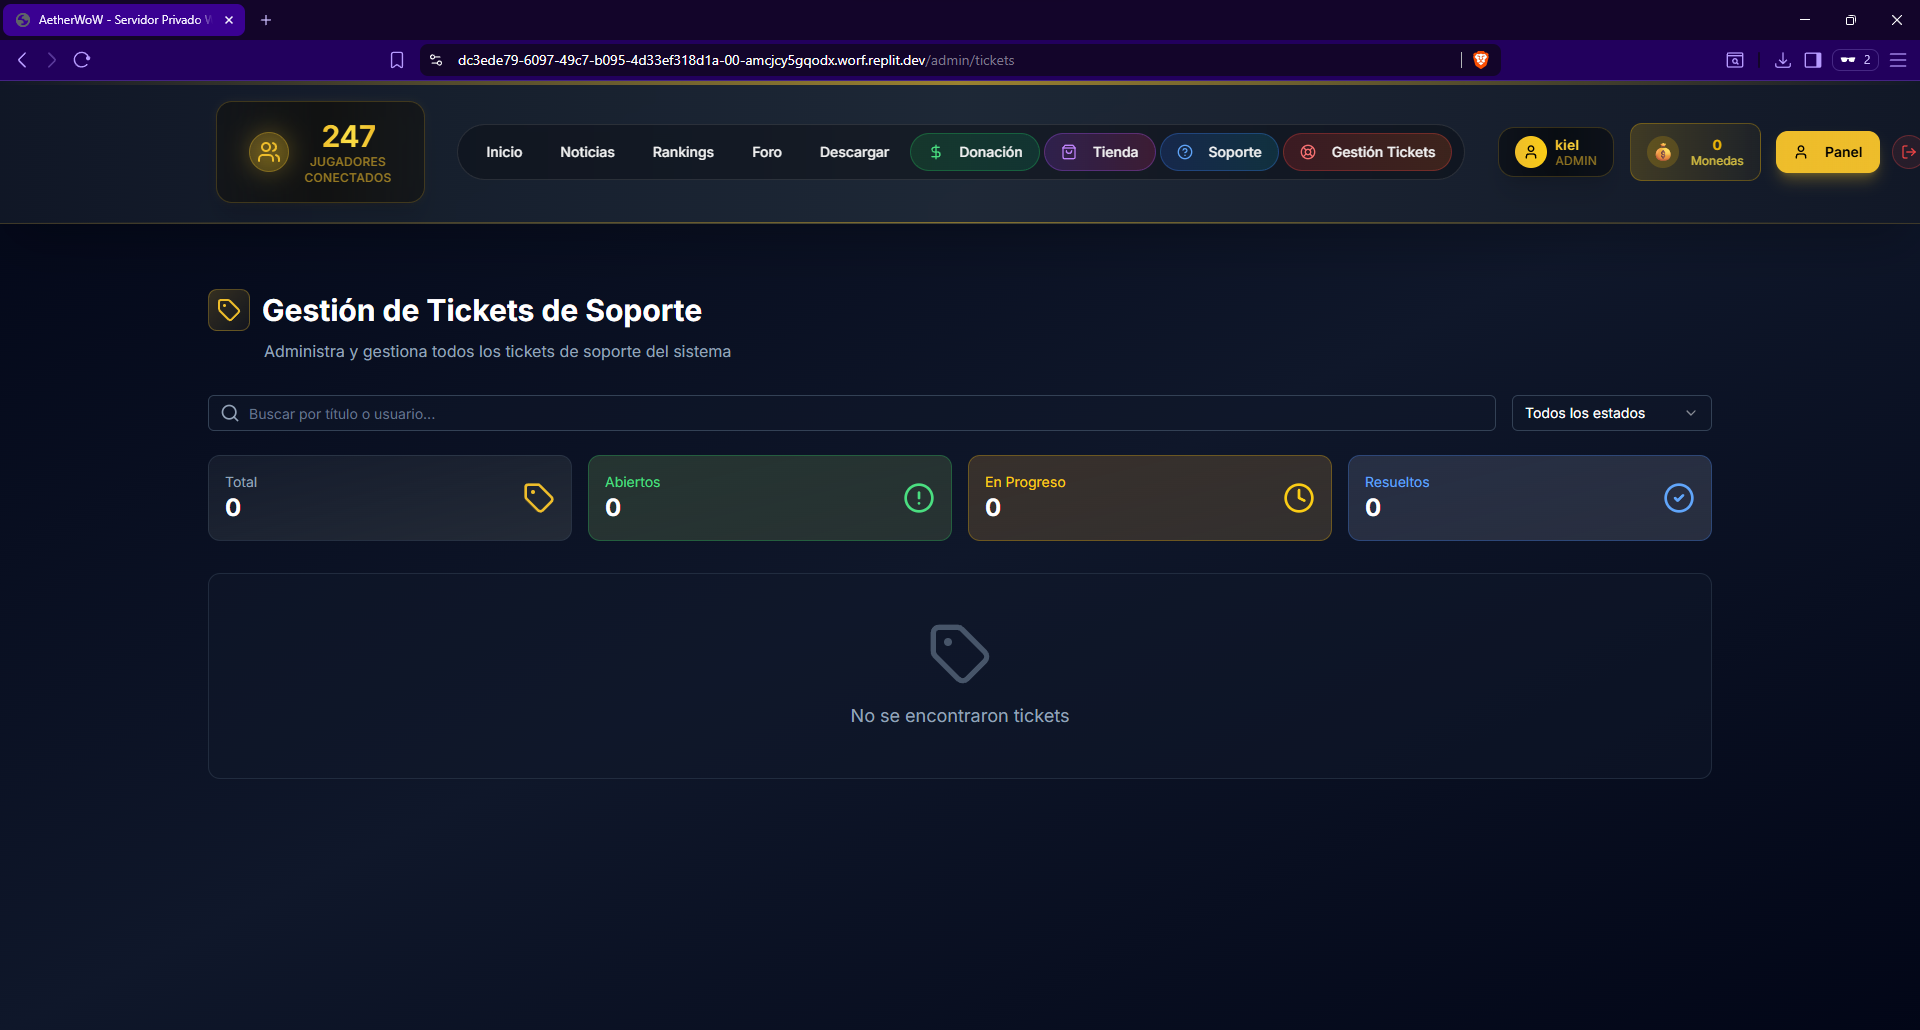 AetherWoW - Servidor Privado
dc3ede79-6097-49c7-b095-4d33ef318d1a-00-amcjcy5gqodx.worf.replit.dev/admin/tickets
2
247
JUGADORES
CONECTADOS
Inicio
Noticias
Rankings
Foro
Descargar
Donación
Tienda
Soporte
Gestión Tickets
kiel
ADMIN
0
Monedas
Panel
Gestión de Tickets de Soporte
Administra y gestiona todos los tickets de soporte del sistema
Buscar por título o usuario...
Todos los estados
Total
0
Abiertos
0
En Progreso
0
Resueltos
0
No se encontraron tickets